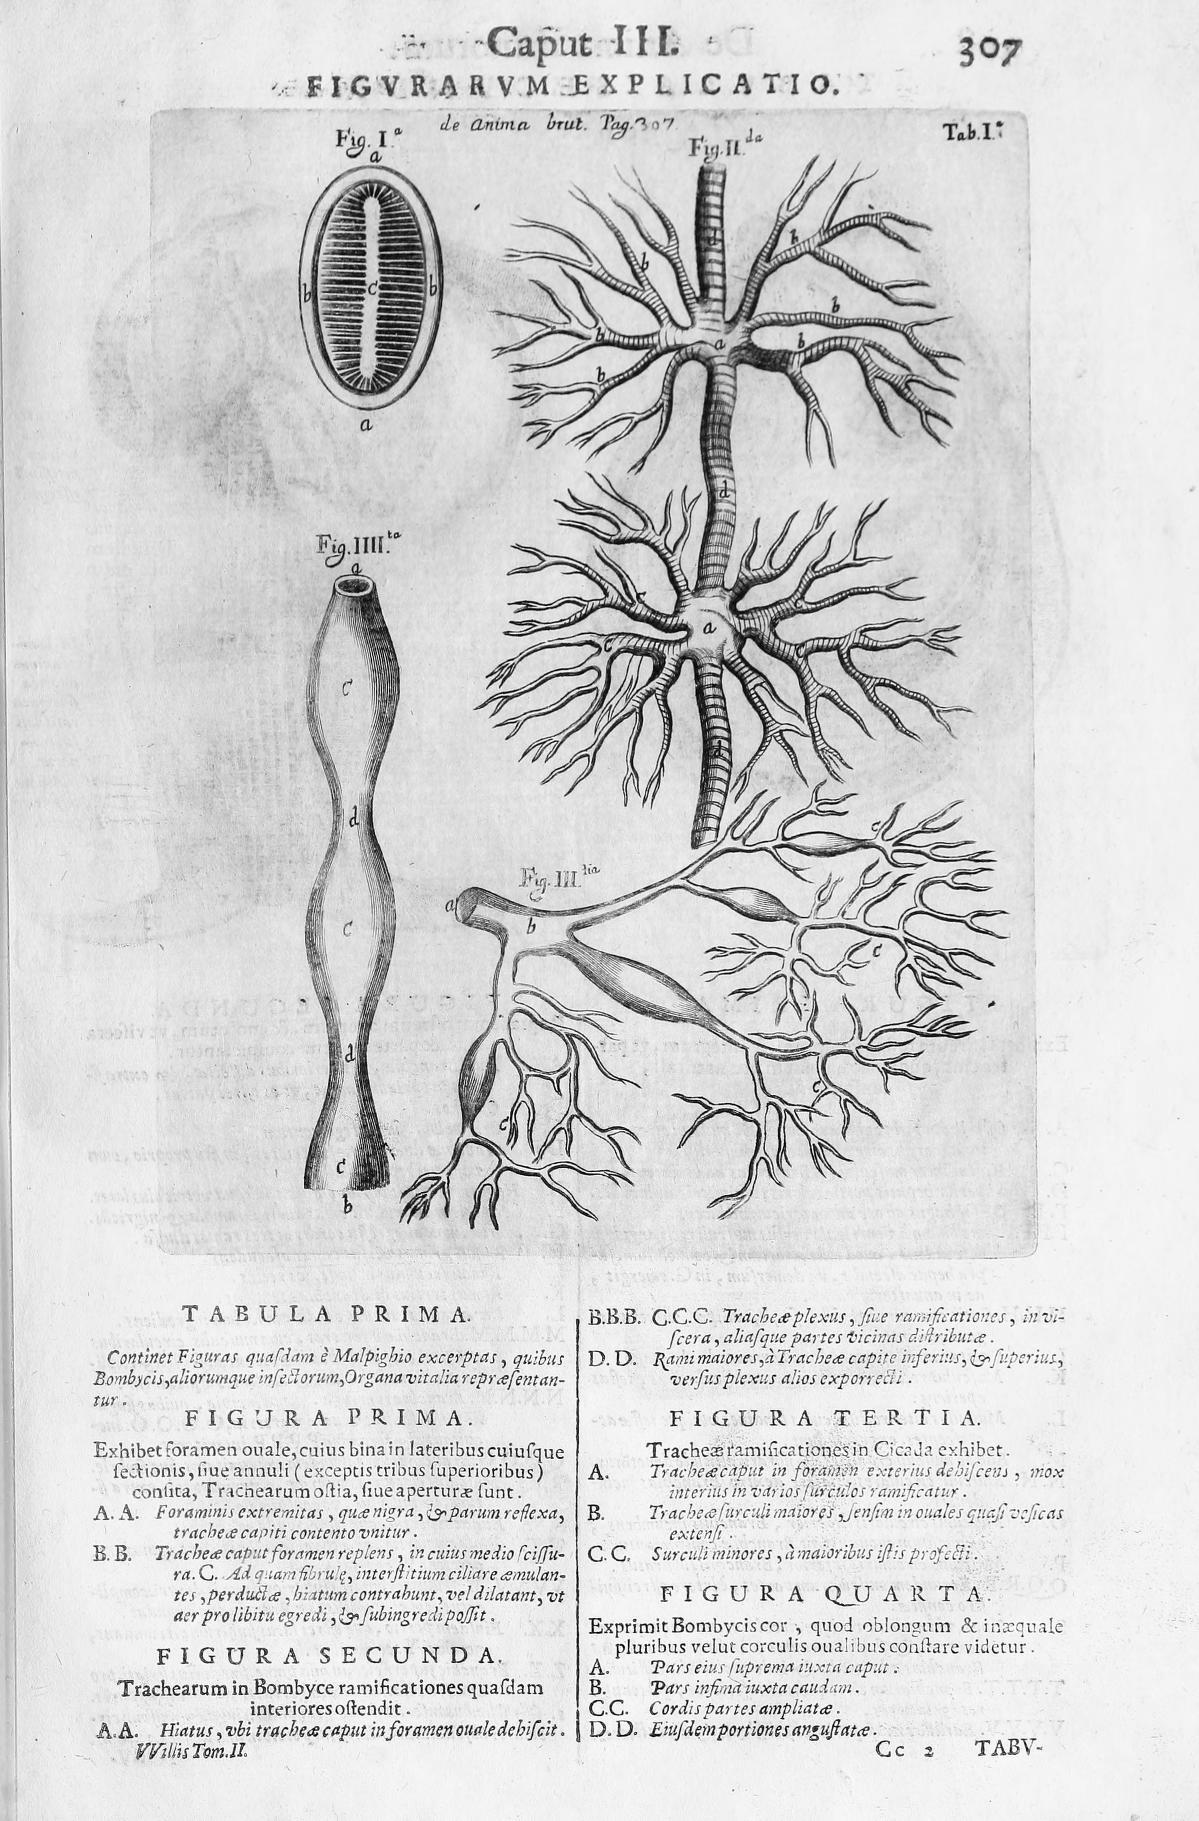 Caput III.
307
FIGVRARVM EXPLICATIO.
de Anima brut. Pag. 307
Tab. I.ª
Fig. I.ª
a
b
c
b
a
Fig. II.da
d
b
h
b
b
b
b
b
a
d
a
c
c
c
d
Fig. IIII.ta
a
c
d
c
d
c
b
Fig. III.tia
a
b
c
c
c
c
TABULA PRIMA.
Continet Figuras quaſdam è Malpighio excerptas, quibus
Bombycis, aliorumque inſectorum, Organa vitalia repræſentan-
tur.
FIGURA PRIMA.
Exhibet foramen ouale, cuius bina in lateribus cuiuſque
ſectionis, ſiue annuli (exceptis tribus ſuperioribus)
conſita, Trachearum oſtia, ſiue aperturæ ſunt.
A. A. Foraminis extremitas, quæ nigra, & parum reflexa,
tracheæ capiti contento vnitur.
B. B. Tracheæ caput foramen replens, in cuius medio ſciſſu-
ra. C. Ad quam fibrulę, interſtitium ciliare æmulan-
tes, perductæ, hiatum contrahunt, vel dilatant, vt
aer pro libitu egredi, & ſubingredi poſſit.
FIGURA SECUNDA.
Trachearum in Bombyce ramificationes quaſdam
interiores oſtendit.
A.A. Hiatus, vbi tracheæ caput in foramen ouale dehiſcit.
VVillis Tom. II.
B.B.B. C.C.C. Tracheæ plexus, ſiue ramificationes, in vi-
ſcera, aliaſque partes vicinas diſtributæ.
D. D. Rami maiores, à Tracheæ capite inferius, & ſuperius,
verſus plexus alios exporrecti.
FIGURA TERTIA.
Tracheæ ramificationes in Cicada exhibet.
A. Tracheæ caput in foramen exterius dehiſcens, mox
interius in varios ſurculos ramificatur.
B. Tracheæ ſurculi maiores, ſenſim in ouales quaſi veſicas
extenſi.
C. C. Surculi minores, à maioribus iſtis profecti.
FIGURA QUARTA.
Exprimit Bombycis cor, quod oblongum & inæquale
pluribus velut corculis oualibus conſtare videtur.
A. Pars eius ſuprema iuxta caput.
B. Pars infima iuxta caudam.
C.C. Cordis partes ampliatæ.
D. D. Eiuſdem portiones anguſtatæ.
Cc 2 TABV-